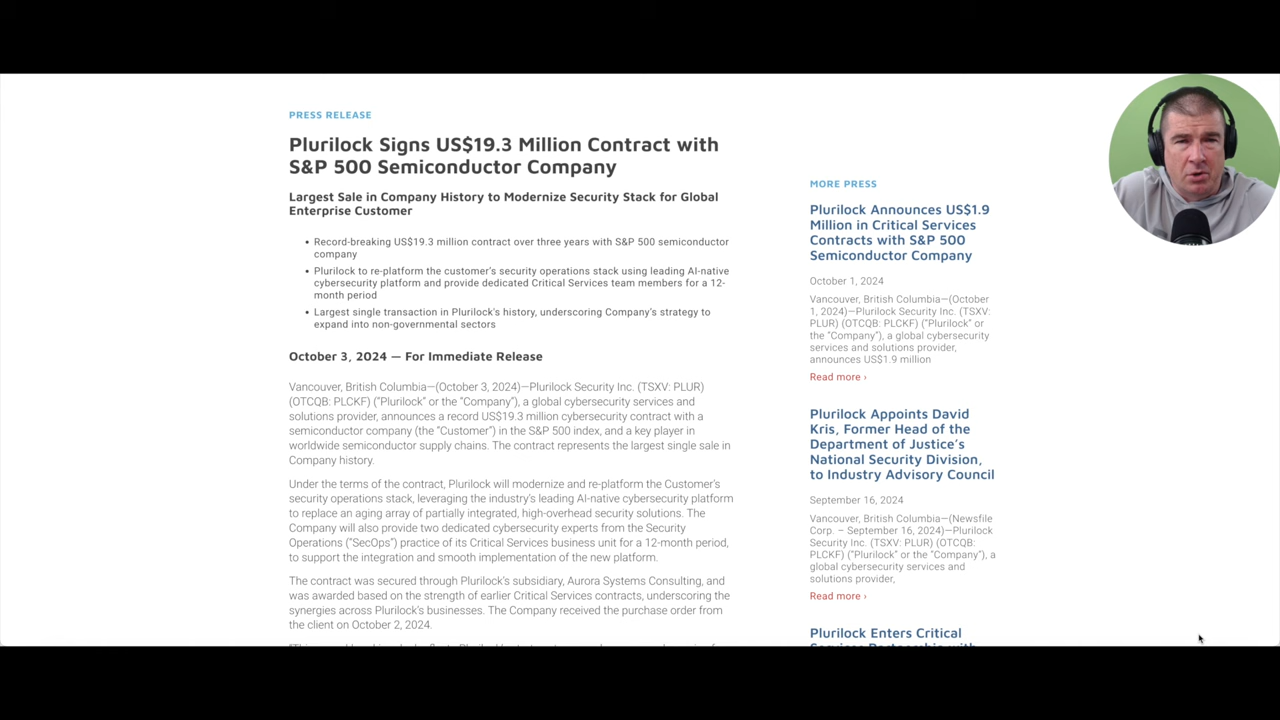 PRESS RELEASE
Plurilock Signs US$19.3 Million Contract with
S&P 500 Semiconductor Company
Largest Sale in Company History to Modernize Security Stack for Global
Enterprise Customer
• Record-breaking US$19.3 million contract over three years with S&P 500 semiconductor
company
• Plurilock to re-platform the customer's security operations stack using leading AI-native
cybersecurity platform and provide dedicated Critical Services team members for a 12-
month period
• Largest single transaction in Plurilock's history, underscoring Company's strategy to
expand into non-governmental sectors
October 3, 2024 — For Immediate Release
Vancouver, British Columbia—(October 3, 2024)—Plurilock Security Inc. (TSXV: PLUR)
(OTCQB: PLCKF) ("Plurilock" or the "Company"), a global cybersecurity services and
solutions provider, announces a record US$19.3 million cybersecurity contract with a
semiconductor company (the "Customer") in the S&P 500 index, and a key player in
worldwide semiconductor supply chains. The contract represents the largest single sale in
Company history.
Under the terms of the contract, Plurilock will modernize and re-platform the Customer's
security operations stack, leveraging the industry's leading AI-native cybersecurity platform
to replace an aging array of partially integrated, high-overhead security solutions. The
Company will also provide two dedicated cybersecurity experts from the Security
Operations ("SecOps") practice of its Critical Services business unit for a 12-month period,
to support the integration and smooth implementation of the new platform.
The contract was secured through Plurilock's subsidiary, Aurora Systems Consulting, and
was awarded based on the strength of earlier Critical Services contracts, underscoring the
synergies across Plurilock's businesses. The Company received the purchase order from
the client on October 2, 2024.
MORE PRESS
Plurilock Announces US$1.9
Million in Critical Services
Contracts with S&P 500
Semiconductor Company
October 1, 2024
Vancouver, British Columbia—(October
1, 2024)—Plurilock Security Inc. (TSXV:
PLUR) (OTCQB: PLCKF) ("Plurilock" or
the "Company"), a global cybersecurity
services and solutions provider,
announces US$1.9 million
Read more ›
Plurilock Appoints David
Kris, Former Head of the
Department of Justice's
National Security Division,
to Industry Advisory Council
September 16, 2024
Vancouver, British Columbia—(Newsfile
Corp. – September 16, 2024)—Plurilock
Security Inc. (TSXV: PLUR) (OTCQB:
PLCKF) ("Plurilock" or the "Company"), a
global cybersecurity services and
solutions provider,
Read more ›
Plurilock Enters Critical